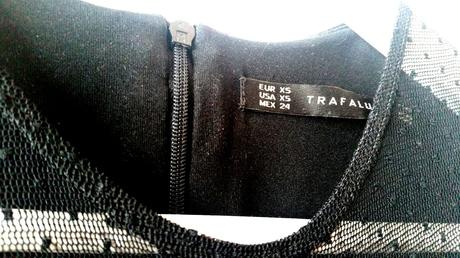 EUR XS
USA XS
MEX 24
TRAFALU